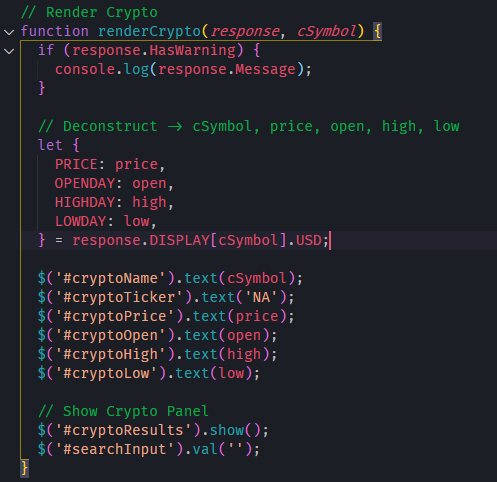 // Render Crypto
function renderCrypto(response, cSymbol) {
  if (response.HasWarning) {
    console.log(response.Message);
  }

  // Deconstruct → cSymbol, price, open, high, low
  let {
    PRICE: price,
    OPENDAY: open,
    HIGHDAY: high,
    LOWDAY: low,
  } = response.DISPLAY[cSymbol].USD;

  $('#cryptoName').text(cSymbol);
  $('#cryptoTicker').text('NA');
  $('#cryptoPrice').text(price);
  $('#cryptoOpen').text(open);
  $('#cryptoHigh').text(high);
  $('#cryptoLow').text(low);

  // Show Crypto Panel
  $('#cryptoResults').show();
  $('#searchInput').val('');
}